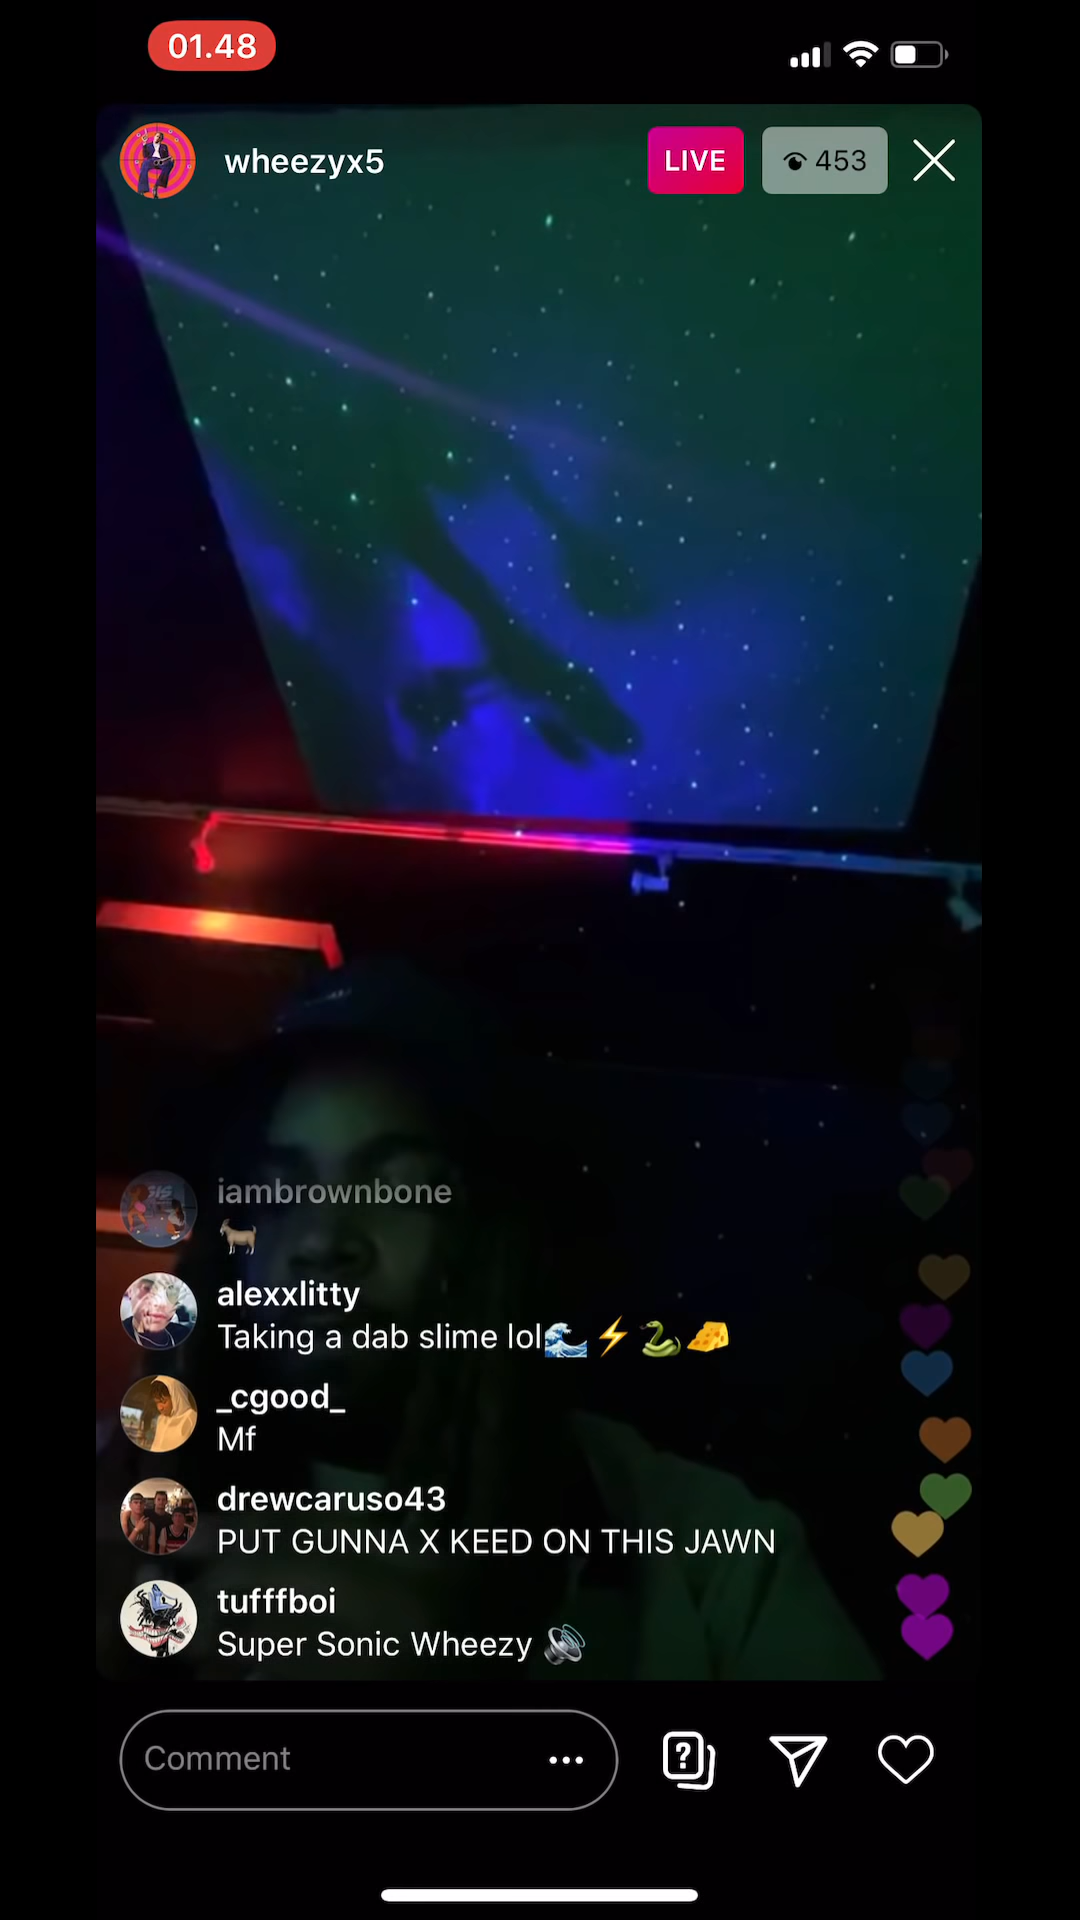 01.48
wheezyx5
LIVE
453
iambrownbone
🐐
alexxlitty
Taking a dab slime lol🌊⚡🐍🧀
_cgood_
Mf
drewcaruso43
PUT GUNNA X KEED ON THIS JAWN
tufffboi
Super Sonic Wheezy 🔊
Comment